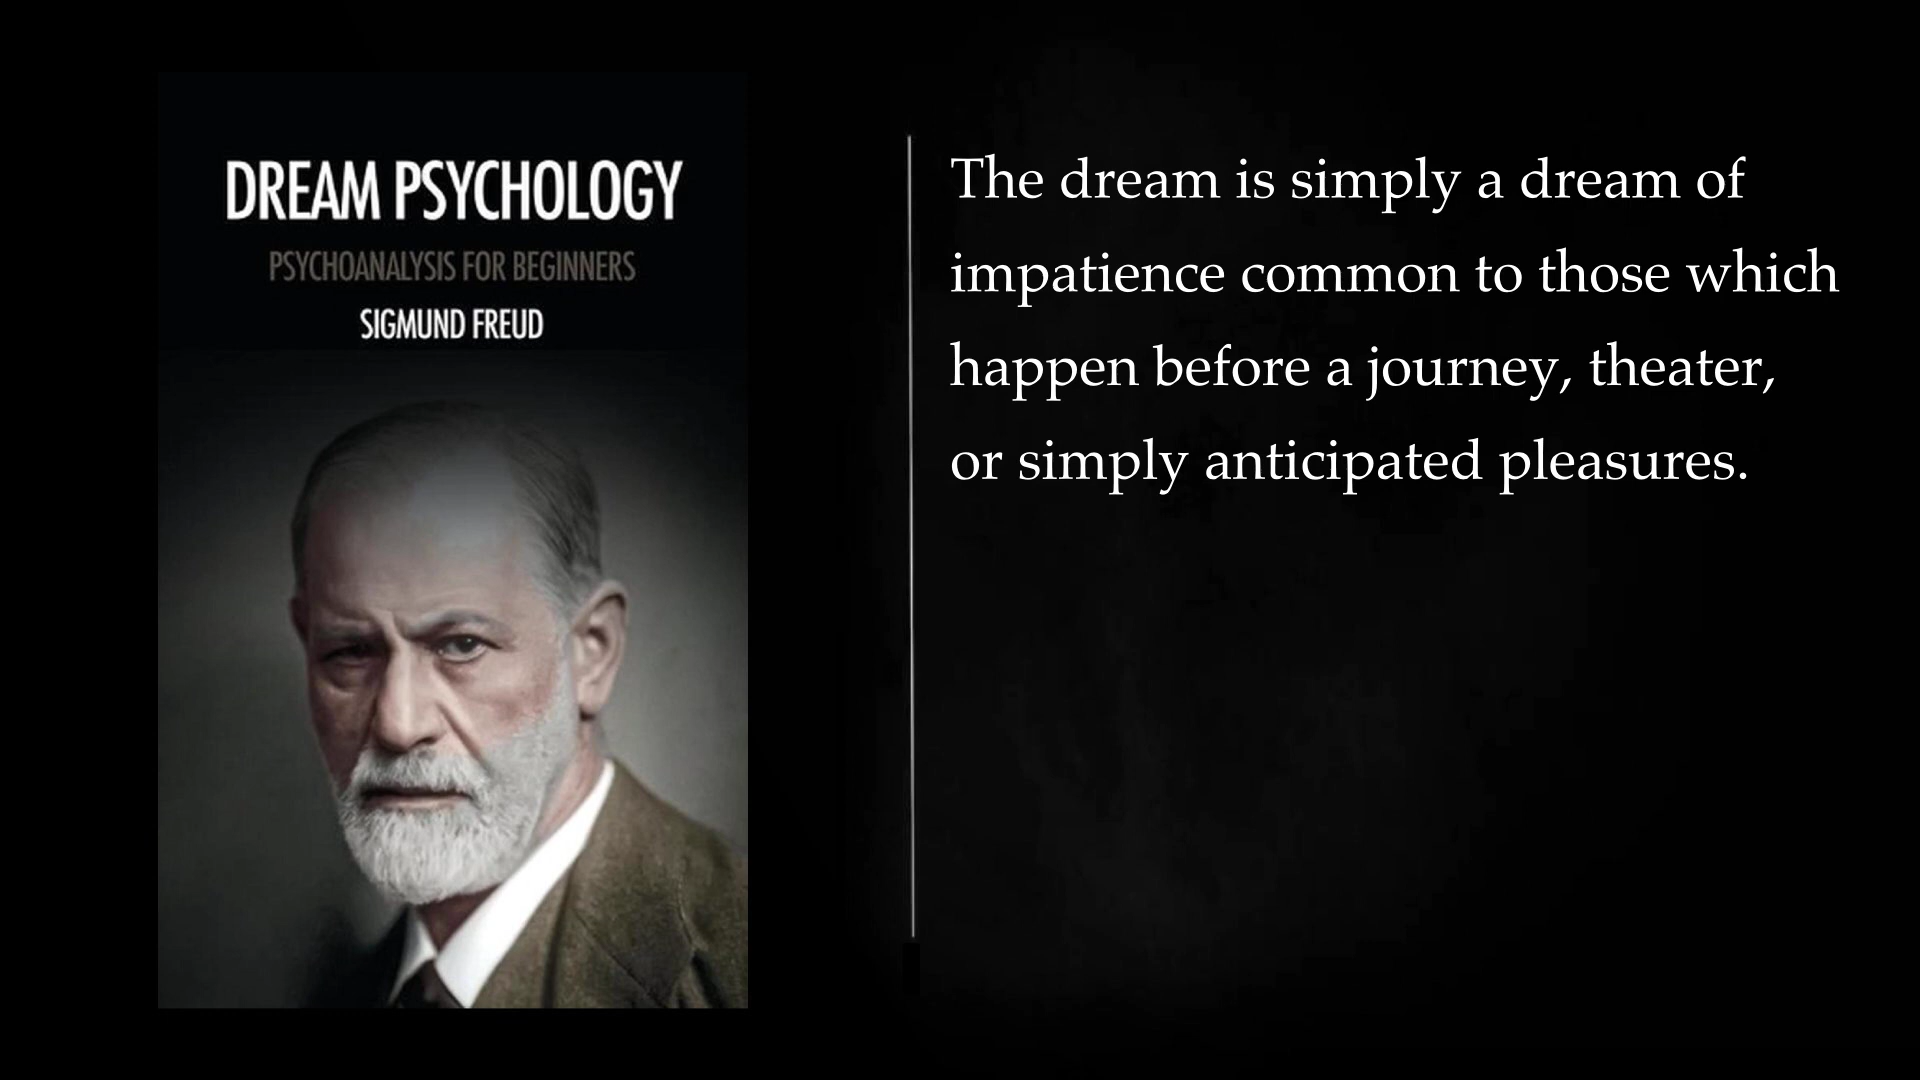 DREAM PSYCHOLOGY
PSYCHOANALYSIS FOR BEGINNERS
SIGMUND FREUD
The dream is simply a dream of
impatience common to those which
happen before a journey, theater,
or simply anticipated pleasures.